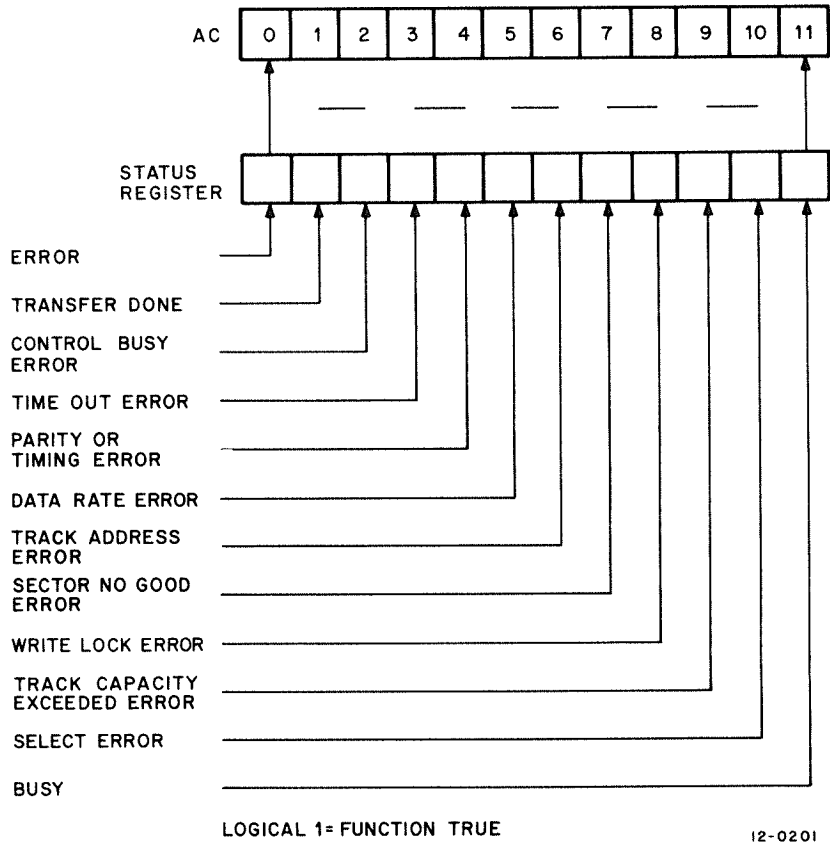 AC 0 1 2 3 4 5 6 7 8 9 10 11
STATUS
REGISTER
ERROR
TRANSFER DONE
CONTROL BUSY
ERROR
TIME OUT ERROR
PARITY OR
TIMING ERROR
DATA RATE ERROR
TRACK ADDRESS
ERROR
SECTOR NO GOOD
ERROR
WRITE LOCK ERROR
TRACK CAPACITY
EXCEEDED ERROR
SELECT ERROR
BUSY
LOGICAL 1= FUNCTION TRUE
12-0201